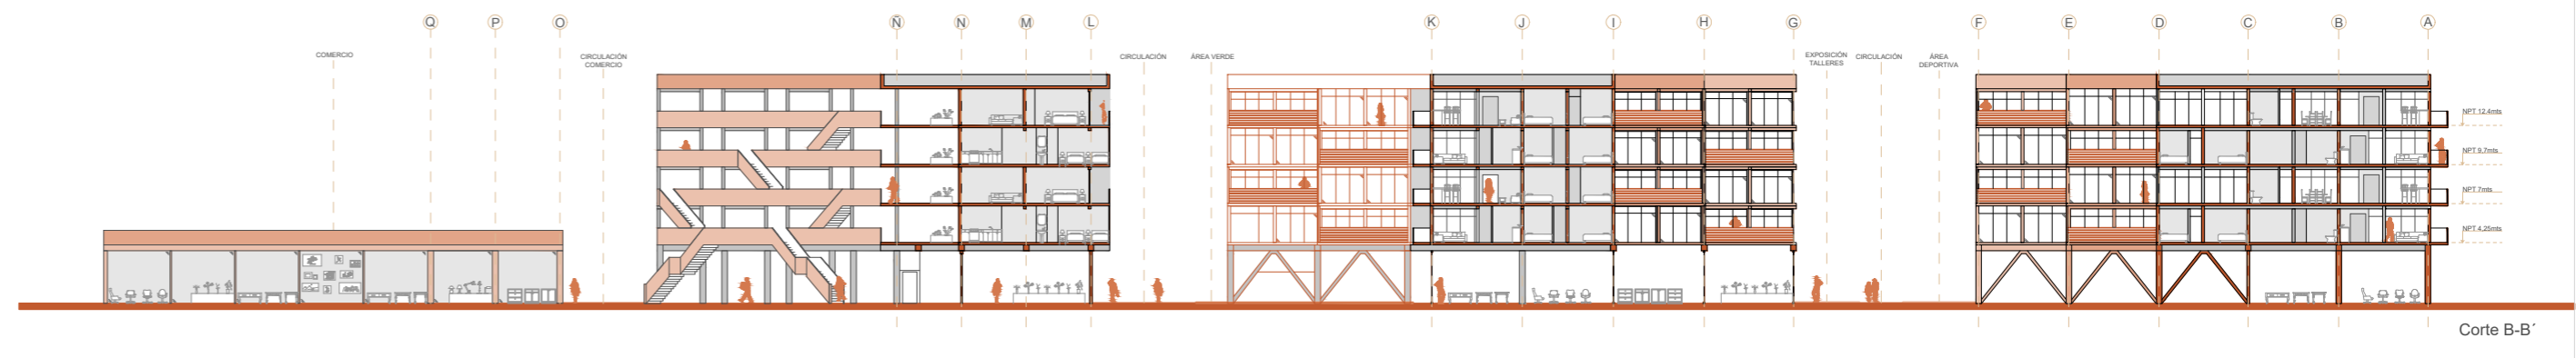 Q P O Ñ N M L K J I H G F E D C B A
COMERCIO
CIRCULACIÓN
COMERCIO
CIRCULACIÓN
ÁREA VERDE
EXPOSICIÓN
TALLERES
CIRCULACIÓN
ÁREA
DEPORTIVA
NPT 12,4mts
NPT 9,7mts
NPT 7mts
NPT 4,25mts
Corte B-B´